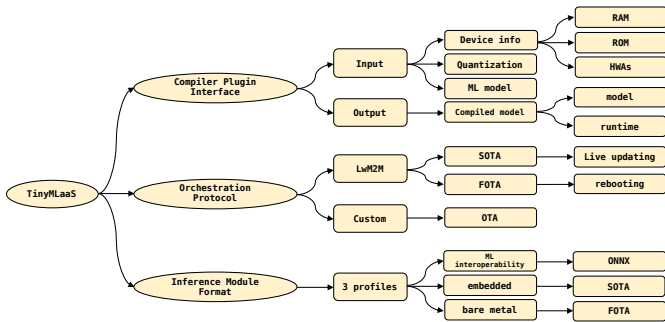 RAM
Device info
ROM
Input
Quantization
HWAs
Compiler Plugin
Interface
ML model
model
Output
Compiled model
runtime
LwM2M
SOTA
Live updating
TinyMLaaS
Orchestration
Protocol
FOTA
rebooting
Custom
OTA
Inference Module
Format
3 profiles
ML
interoperability
ONNX
embedded
SOTA
bare metal
FOTA